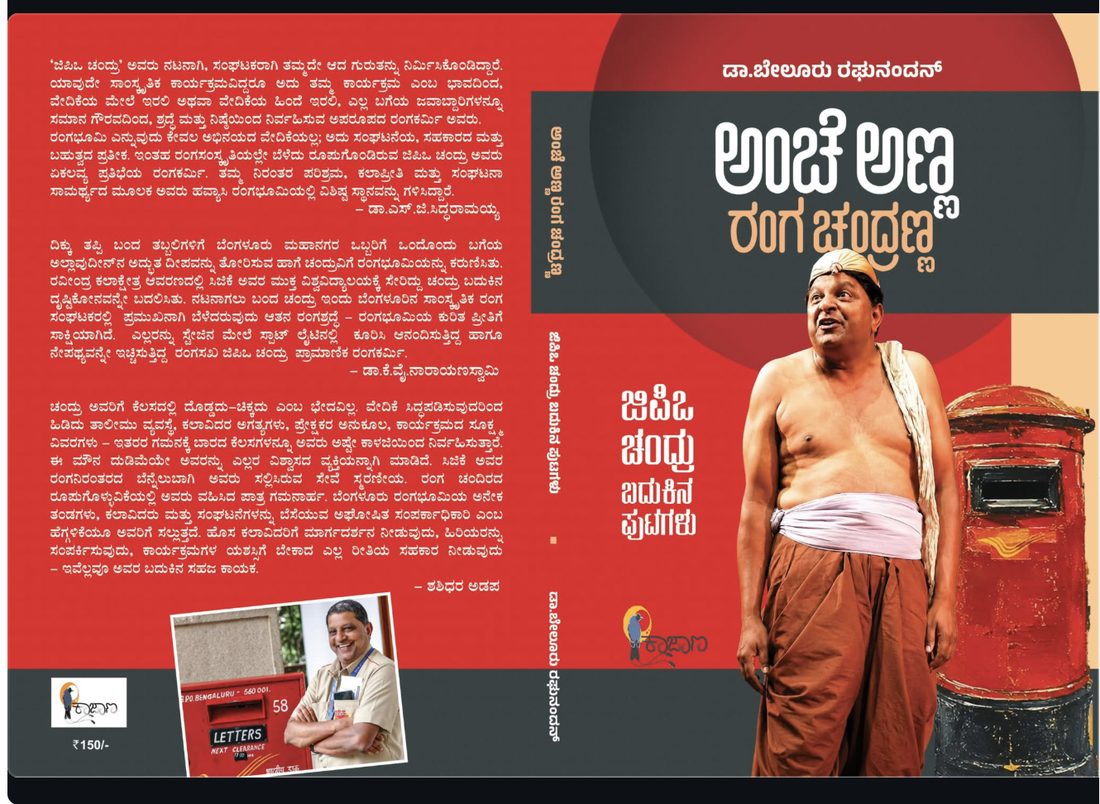 ‘ಜಿಪಿಒ ಚಂದ್ರು’ ಅವರು ನಟನಾಗಿ, ಸಂಘಟಕರಾಗಿ ತಮ್ಮದೇ ಆದ ಗುರುತನ್ನು ನಿರ್ಮಿಸಿಕೊಂಡಿದ್ದಾರೆ.
ಯಾವುದೇ ಸಾಂಸ್ಕೃತಿಕ ಕಾರ್ಯಕ್ರಮವಿದ್ದರೂ ಅದು ತಮ್ಮ ಕಾರ್ಯಕ್ರಮ ಎಂಬ ಭಾವದಿಂದ,
ವೇದಿಕೆಯ ಮೇಲೆ ಇರಲಿ ಅಥವಾ ವೇದಿಕೆಯ ಹಿಂದೆ ಇರಲಿ, ಎಲ್ಲ ಬಗೆಯ ಜವಾಬ್ದಾರಿಗಳನ್ನೂ
ಸಮಾನ ಗೌರವದಿಂದ, ಶ್ರದ್ಧೆ ಮತ್ತು ನಿಷ್ಠೆಯಿಂದ ನಿರ್ವಹಿಸುವ ಅಪರೂಪದ ರಂಗಕರ್ಮಿ ಅವರು.
ರಂಗಭೂಮಿ ಎನ್ನುವುದು ಕೇವಲ ಅಭಿನಯದ ವೇದಿಕೆಯಲ್ಲ; ಅದು ಸಂಘಟನೆಯ, ಸಹಕಾರದ ಮತ್ತು
ಬಹುತ್ವದ ಪ್ರತೀಕ. ಇಂತಹ ರಂಗಸಂಸ್ಕೃತಿಯಲ್ಲೇ ಬೆಳೆದು ರೂಪುಗೊಂಡಿರುವ ಜಿಪಿಒ ಚಂದ್ರು ಅವರು
ಏಕಲವ್ಯ ಪ್ರತಿಭೆಯ ರಂಗಕರ್ಮಿ. ತಮ್ಮ ನಿರಂತರ ಪರಿಶ್ರಮ, ಕಲಾಪ್ರೀತಿ ಮತ್ತು ಸಂಘಟನಾ
ಸಾಮರ್ಥ್ಯದ ಮೂಲಕ ಅವರು ಹವ್ಯಾಸಿ ರಂಗಭೂಮಿಯಲ್ಲಿ ವಿಶಿಷ್ಟ ಸ್ಥಾನವನ್ನು ಗಳಿಸಿದ್ದಾರೆ.
– ಡಾ.ಎಸ್.ಜಿ.ಸಿದ್ಧರಾಮಯ್ಯ
ದಿಕ್ಕು ತಪ್ಪಿ ಬಂದ ತಬ್ಬಲಿಗಳಿಗೆ ಬೆಂಗಳೂರು ಮಹಾನಗರ ಒಬ್ಬರಿಗೆ ಒಂದೊಂದು ಬಗೆಯ
ಅಲ್ಲಾವುದೀನ್‌ನ ಅದ್ಭುತ ದೀಪವನ್ನು ತೋರಿಸುವ ಹಾಗೆ ಚಂದ್ರುವಿಗೆ ರಂಗಭೂಮಿಯನ್ನು ಕರುಣಿಸಿತು.
ರವೀಂದ್ರ ಕಲಾಕ್ಷೇತ್ರ ಆವರಣದಲ್ಲಿ ಸಿಜಿಕೆ ಅವರ ಮುಕ್ತ ವಿಶ್ವವಿದ್ಯಾಲಯಕ್ಕೆ ಸೇರಿದ್ದು ಚಂದ್ರು ಬದುಕಿನ
ದೃಷ್ಟಿಕೋನವನ್ನೇ ಬದಲಿಸಿತು. ನಟನಾಗಲು ಬಂದ ಚಂದ್ರು ಇಂದು ಬೆಂಗಳೂರಿನ ಸಾಂಸ್ಕೃತಿಕ ರಂಗ
ಸಂಘಟಕರಲ್ಲಿ ಪ್ರಮುಖನಾಗಿ ಬೆಳೆದಿರುವುದು ಆತನ ರಂಗಶ್ರದ್ಧೆ – ರಂಗಭೂಮಿಯ ಕುರಿತ ಪ್ರೀತಿಗೆ
ಸಾಕ್ಷಿಯಾಗಿದೆ. ಎಲ್ಲರನ್ನು ಸ್ಟೇಜಿನ ಮೇಲೆ ಸ್ಪಾಟ್ ಲೈಟಿನಲ್ಲಿ ಕೂರಿಸಿ ಆನಂದಿಸುತ್ತಿದ್ದ ಹಾಗೂ
ನೇಪಥ್ಯವನ್ನೇ ಇಚ್ಛಿಸುತ್ತಿದ್ದ ರಂಗಸಖ ಜಿಪಿಒ ಚಂದ್ರು ಪ್ರಾಮಾಣಿಕ ರಂಗಕರ್ಮಿ.
– ಡಾ.ಕೆ.ವೈ.ನಾರಾಯಣಸ್ವಾಮಿ
ಚಂದ್ರು ಅವರಿಗೆ ಕೆಲಸದಲ್ಲಿ ದೊಡ್ಡದು–ಚಿಕ್ಕದು ಎಂಬ ಭೇದವಿಲ್ಲ. ವೇದಿಕೆ ಸಿದ್ಧಪಡಿಸುವುದರಿಂದ
ಹಿಡಿದು ತಾಲೀಮು ವ್ಯವಸ್ಥೆ, ಕಲಾವಿದರ ಅಗತ್ಯಗಳು, ಪ್ರೇಕ್ಷಕರ ಅನುಕೂಲ, ಕಾರ್ಯಕ್ರಮದ ಸೂಕ್ಷ್ಮ
ವಿವರಗಳು – ಇತರರ ಗಮನಕ್ಕೆ ಬಾರದ ಕೆಲಸಗಳನ್ನೂ ಅವರು ಅಷ್ಟೇ ಕಾಳಜಿಯಿಂದ ನಿರ್ವಹಿಸುತ್ತಾರೆ.
ಈ ಮೌನ ದುಡಿಮೆಯೇ ಅವರನ್ನು ಎಲ್ಲರ ವಿಶ್ವಾಸದ ವ್ಯಕ್ತಿಯನ್ನಾಗಿ ಮಾಡಿದೆ. ಸಿಜಿಕೆ ಅವರ
ರಂಗನಿರಂತರದ ಬೆನ್ನೆಲುಬಾಗಿ ಅವರು ಸಲ್ಲಿಸಿರುವ ಸೇವೆ ಸ್ಮರಣೀಯ. ರಂಗ ಚಂದಿರದ
ರೂಪುಗೊಳ್ಳುವಿಕೆಯಲ್ಲಿ ಅವರು ವಹಿಸಿದ ಪಾತ್ರ ಗಮನಾರ್ಹ. ಬೆಂಗಳೂರು ರಂಗಭೂಮಿಯ ಅನೇಕ
ತಂಡಗಳು, ಕಲಾವಿದರು ಮತ್ತು ಸಂಘಟನೆಗಳನ್ನು ಬೆಸೆಯುವ ಅಘೋಷಿತ ಸಂಪರ್ಕಾಧಿಕಾರಿ ಎಂಬ
ಹೆಗ್ಗಳಿಕೆಯೂ ಅವರಿಗೆ ಸಲ್ಲುತ್ತದೆ. ಹೊಸ ಕಲಾವಿದರಿಗೆ ಮಾರ್ಗದರ್ಶನ ನೀಡುವುದು, ಹಿರಿಯರನ್ನು
ಸಂಪರ್ಕಿಸುವುದು, ಕಾರ್ಯಕ್ರಮಗಳ ಯಶಸ್ಸಿಗೆ ಬೇಕಾದ ಎಲ್ಲ ರೀತಿಯ ಸಹಕಾರ ನೀಡುವುದು
– ಇವೆಲ್ಲವೂ ಅವರ ಬದುಕಿನ ಸಹಜ ಕಾಯಕ.
– ಶಶಿಧರ ಅಡಪ
G.P.O. BENGALURU - 560 001.
58
LETTERS
NEXT CLEARANCE
ಕಾಜಾಣ
₹150/-
ಅಂಚೆ ಅಣ್ಣ ರಂಗ ಚಂದ್ರಣ್ಣ
ಜಿಪಿಒ ಚಂದ್ರು ಬದುಕಿನ ಪುಟಗಳು
ಡಾ.ಬೇಲೂರು ರಘುನಂದನ್
ಡಾ.ಬೇಲೂರು ರಘುನಂದನ್
ಅಂಚೆ ಅಣ್ಣ
ರಂಗ ಚಂದ್ರಣ್ಣ
ಜಿಪಿಒ
ಚಂದ್ರು
ಬದುಕಿನ
ಪುಟಗಳು
ಕಾಜಾಣ